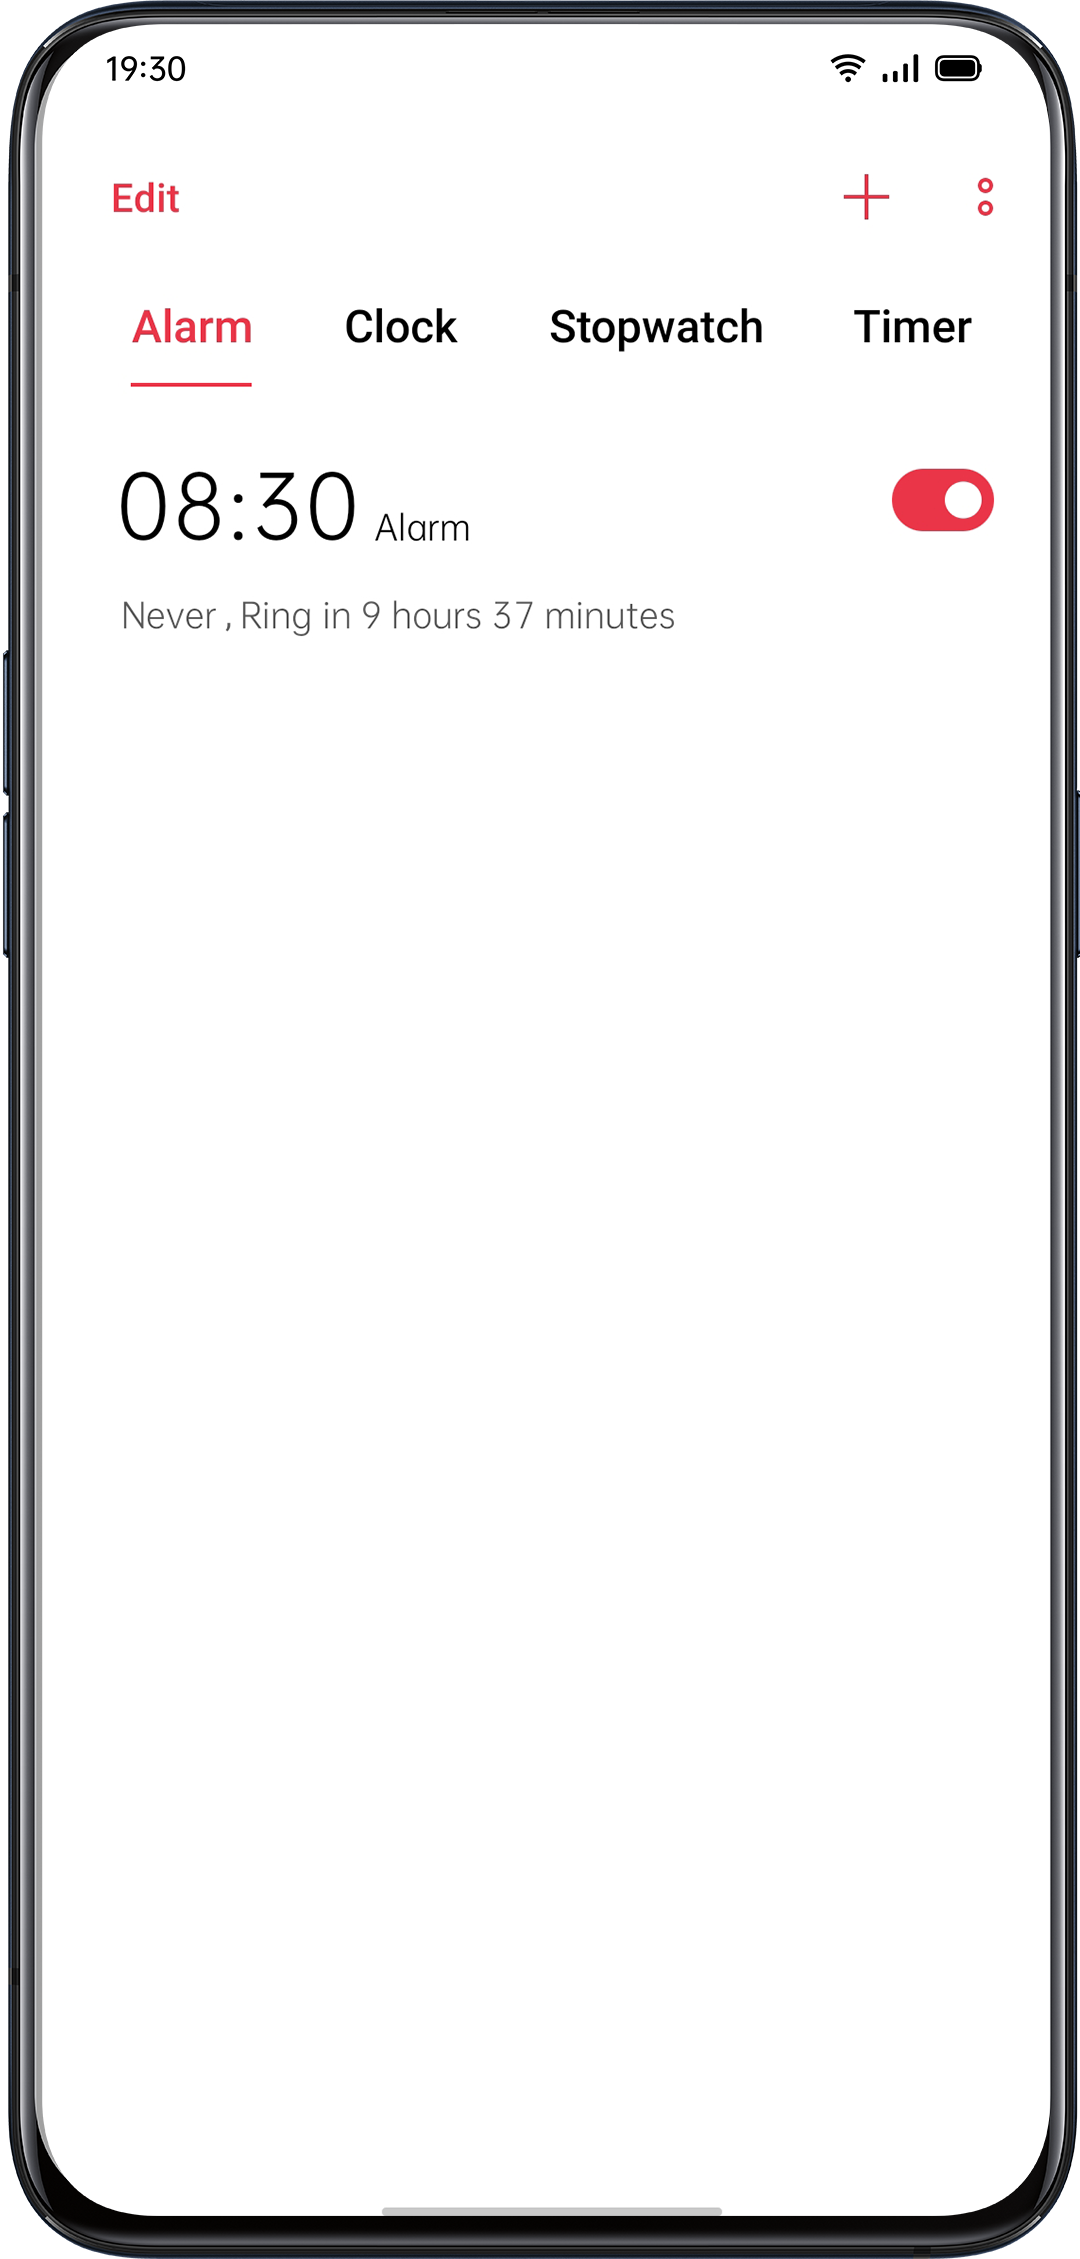 19:30
Edit
Alarm Clock Stopwatch Timer
08:30 Alarm
Never , Ring in 9 hours 37 minutes